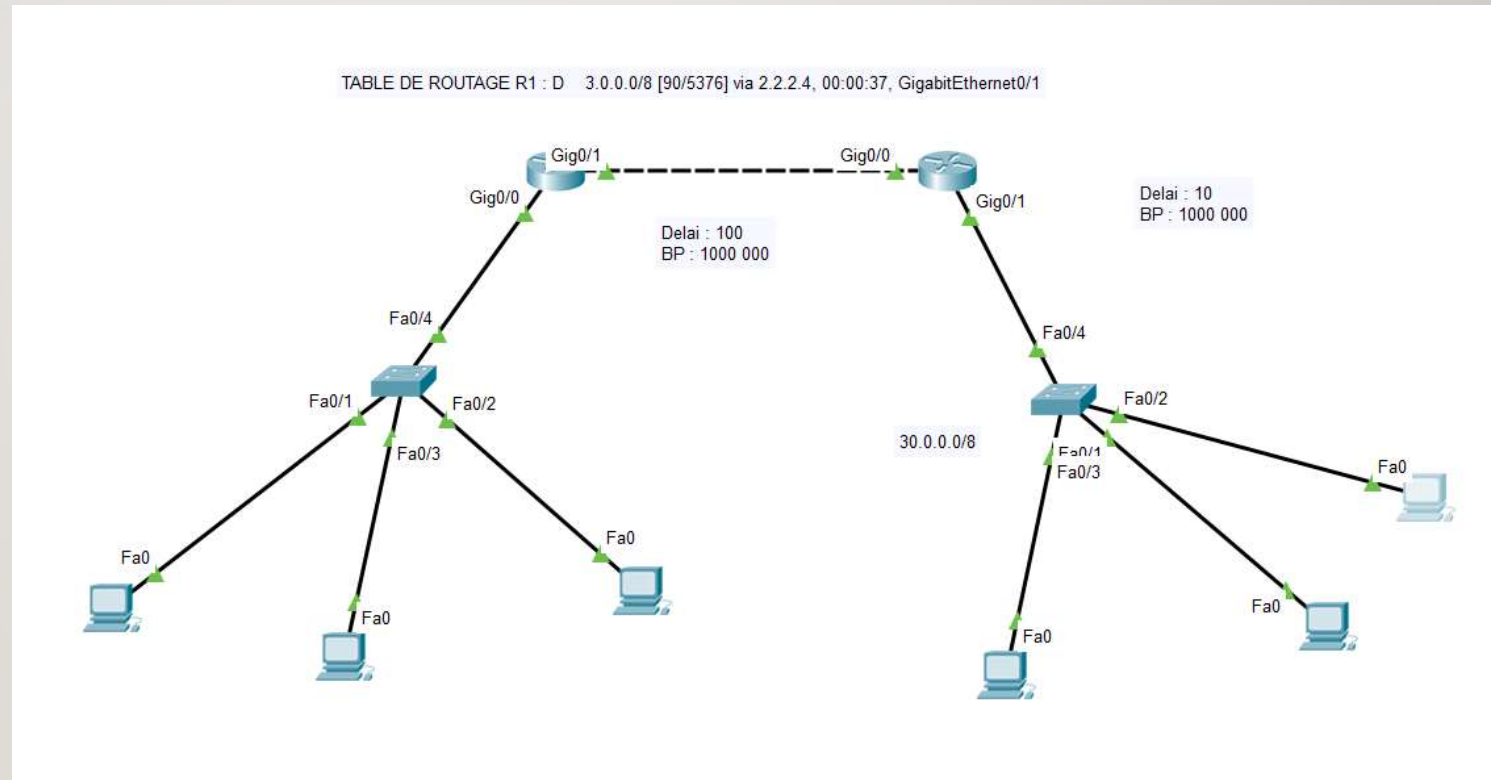 TABLE DE ROUTAGE R1 : D 3.0.0.0/8 [90/5376] via 2.2.2.4, 00:00:37, GigabitEthernet0/1
Gig0/1
Gig0/0
Gig0/0
Gig0/1
Delai : 10
BP : 1000 000
Delai : 100
BP : 1000 000
Fa0/4
Fa0/4
Fa0/1
Fa0/2
Fa0/3
Fa0/2
30.0.0.0/8
Fa0/1
Fa0/3
Fa0
Fa0
Fa0
Fa0
Fa0
Fa0